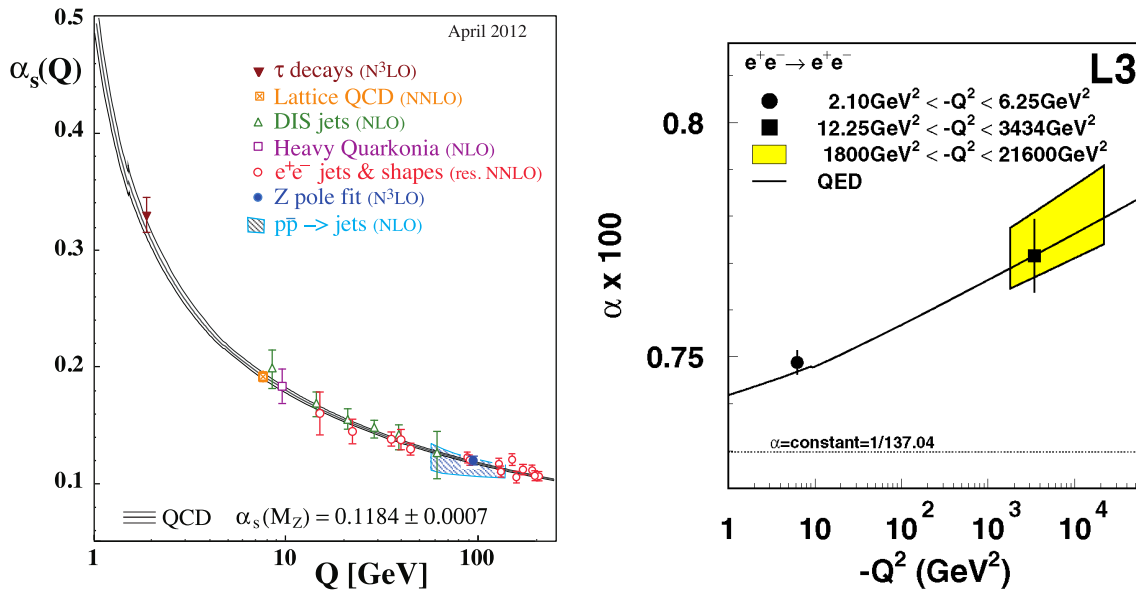 0.5
April 2012
αₛ(Q)
τ decays (N³LO)
Lattice QCD (NNLO)
DIS jets (NLO)
Heavy Quarkonia (NLO)
e⁺e⁻ jets & shapes (res. NNLO)
Z pole fit (N³LO)
pp̅ –> jets (NLO)
0.4
0.3
0.2
0.1
QCD αₛ(M_Z) = 0.1184 ± 0.0007
1 10 100
Q [GeV]
e⁺e⁻ → e⁺e⁻ L3
2.10GeV² < -Q² < 6.25GeV²
12.25GeV² < -Q² < 3434GeV²
1800GeV² < -Q² < 21600GeV²
QED
0.8
α x 100
0.75
α=constant=1/137.04
1 10 10² 10³ 10⁴
-Q² (GeV²)